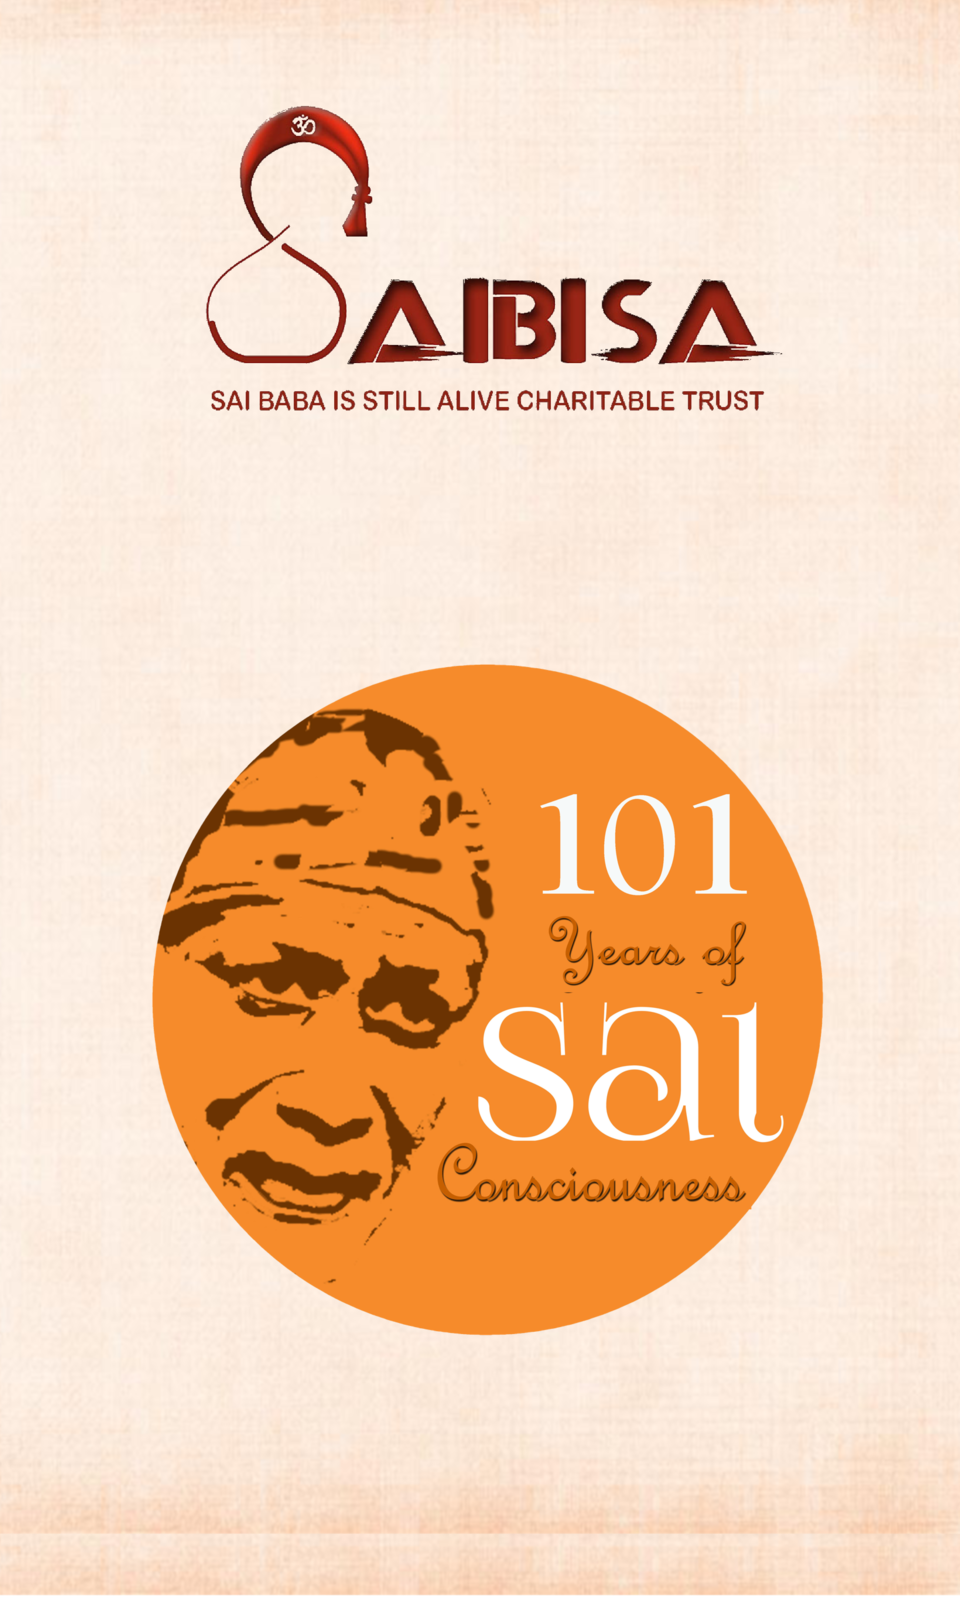 ॐ
SAIBISA
SAI BABA IS STILL ALIVE CHARITABLE TRUST
101
Years of
sai
Consciousness